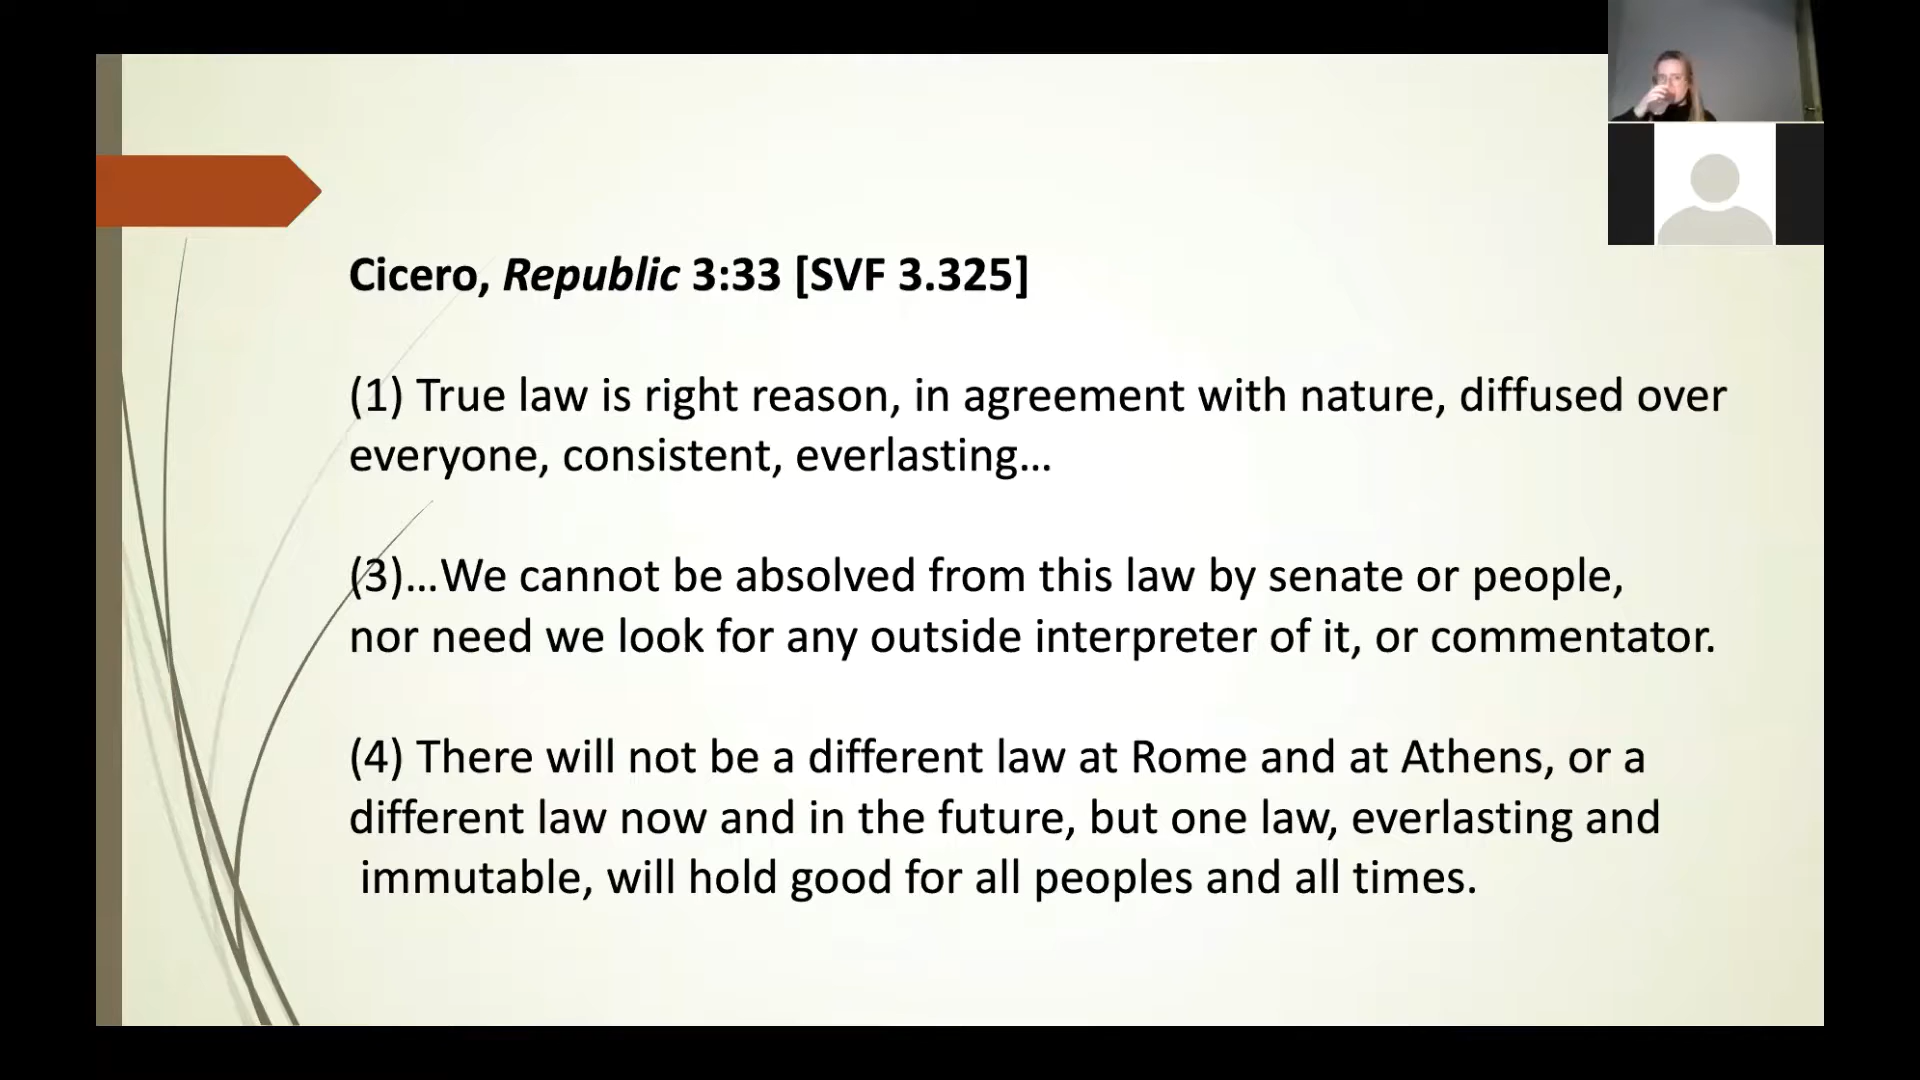 Cicero, Republic 3:33 [SVF 3.325]
(1) True law is right reason, in agreement with nature, diffused over
everyone, consistent, everlasting…
(3)…We cannot be absolved from this law by senate or people,
nor need we look for any outside interpreter of it, or commentator.
(4) There will not be a different law at Rome and at Athens, or a
different law now and in the future, but one law, everlasting and
immutable, will hold good for all peoples and all times.